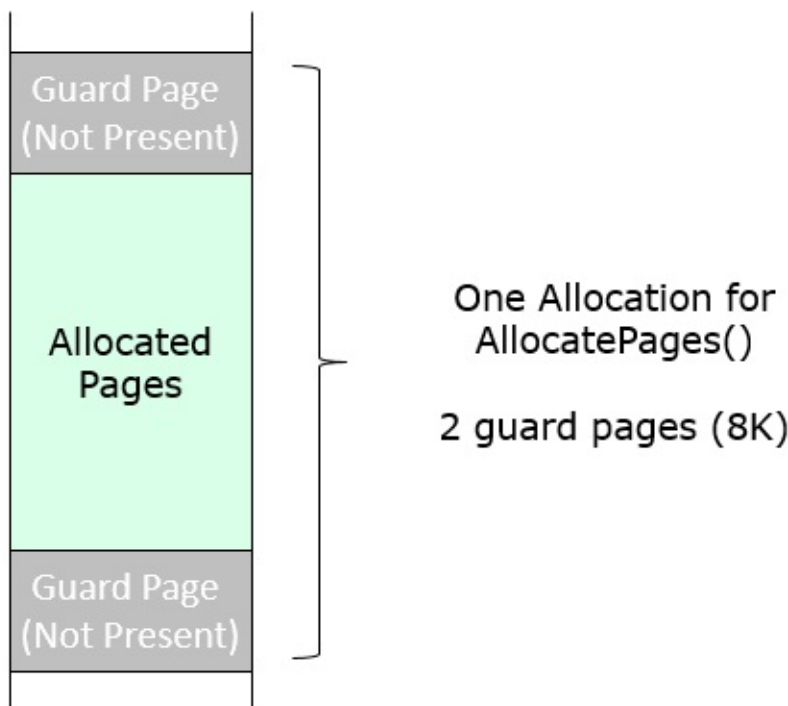 Guard Page
(Not Present)
Allocated
Pages
Guard Page
(Not Present)
One Allocation for
AllocatePages()
2 guard pages (8K)